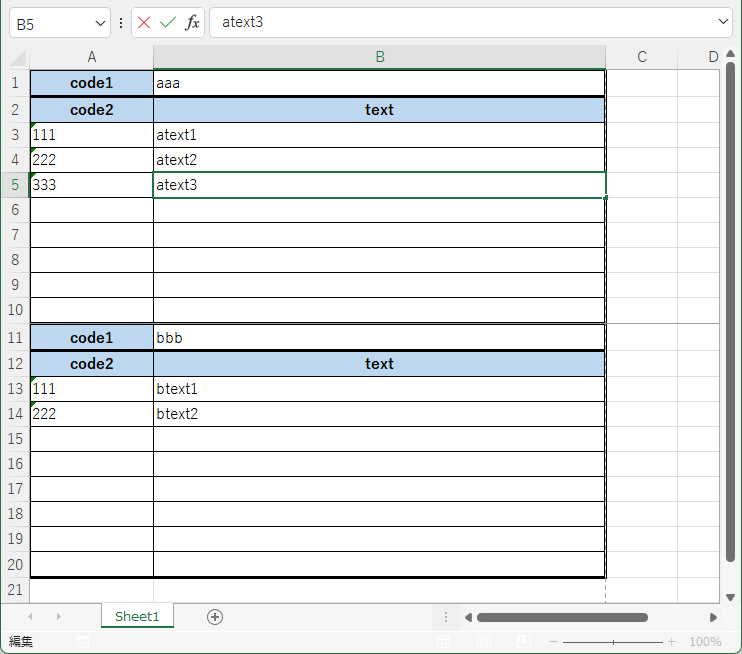 B5 fx atext3
A B C D
1 code1 aaa
2 code2 text
3 111 atext1
4 222 atext2
5 333 atext3
6
7
8
9
10
11 code1 bbb
12 code2 text
13 111 btext1
14 222 btext2
15
16
17
18
19
20
21
Sheet1
編集 100%